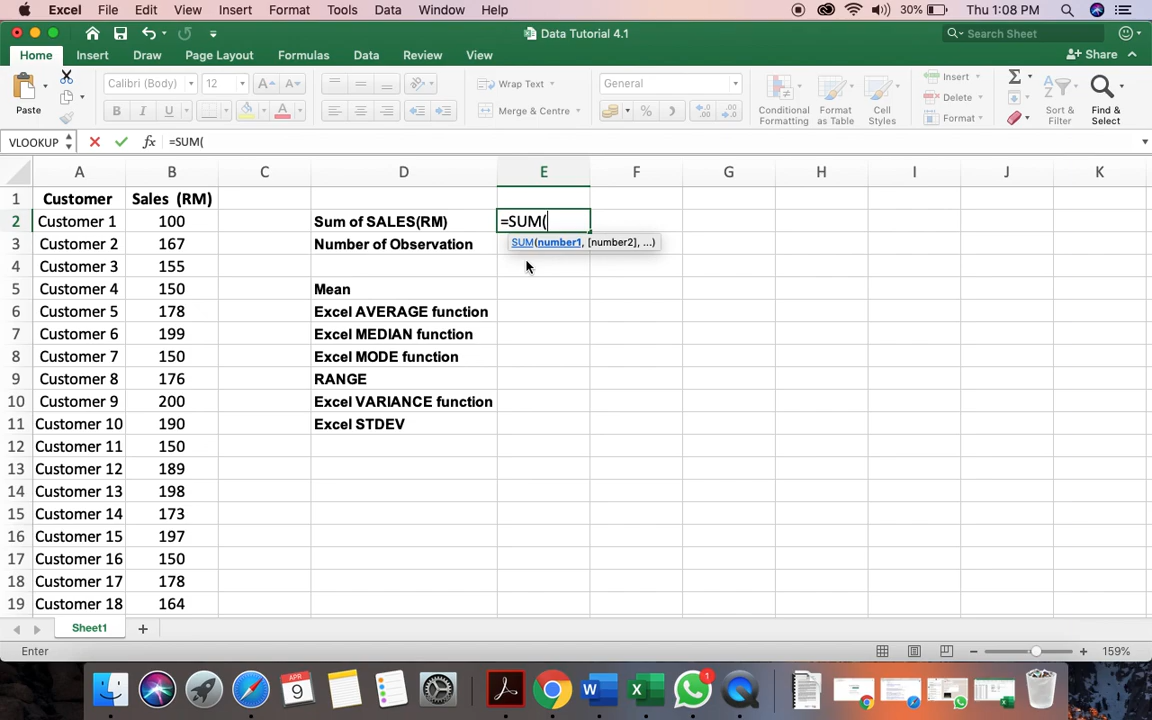 Excel File Edit View Insert Format Tools Data Window Help 30% Thu 1:08 PM
Data Tutorial 4.1 Search Sheet
Home Insert Draw Page Layout Formulas Data Review View Share
Paste Calibri (Body) 12 A A Wrap Text General Insert Σ
B I U A Merge & Centre % Conditional Formatting Format as Table Cell Styles Delete Format Sort & Filter Find & Select
VLOOKUP fx =SUM(
A B C D E F G H I J K
1 Customer Sales (RM)
2 Customer 1 100 Sum of SALES(RM) =SUM(
3 Customer 2 167 Number of Observation SUM(number1, [number2], ...)
4 Customer 3 155
5 Customer 4 150 Mean
6 Customer 5 178 Excel AVERAGE function
7 Customer 6 199 Excel MEDIAN function
8 Customer 7 150 Excel MODE function
9 Customer 8 176 RANGE
10 Customer 9 200 Excel VARIANCE function
11 Customer 10 190 Excel STDEV
12 Customer 11 150
13 Customer 12 189
14 Customer 13 198
15 Customer 14 173
16 Customer 15 197
17 Customer 16 150
18 Customer 17 178
19 Customer 18 164
Sheet1 +
Enter 159%
APR 9 W X 1